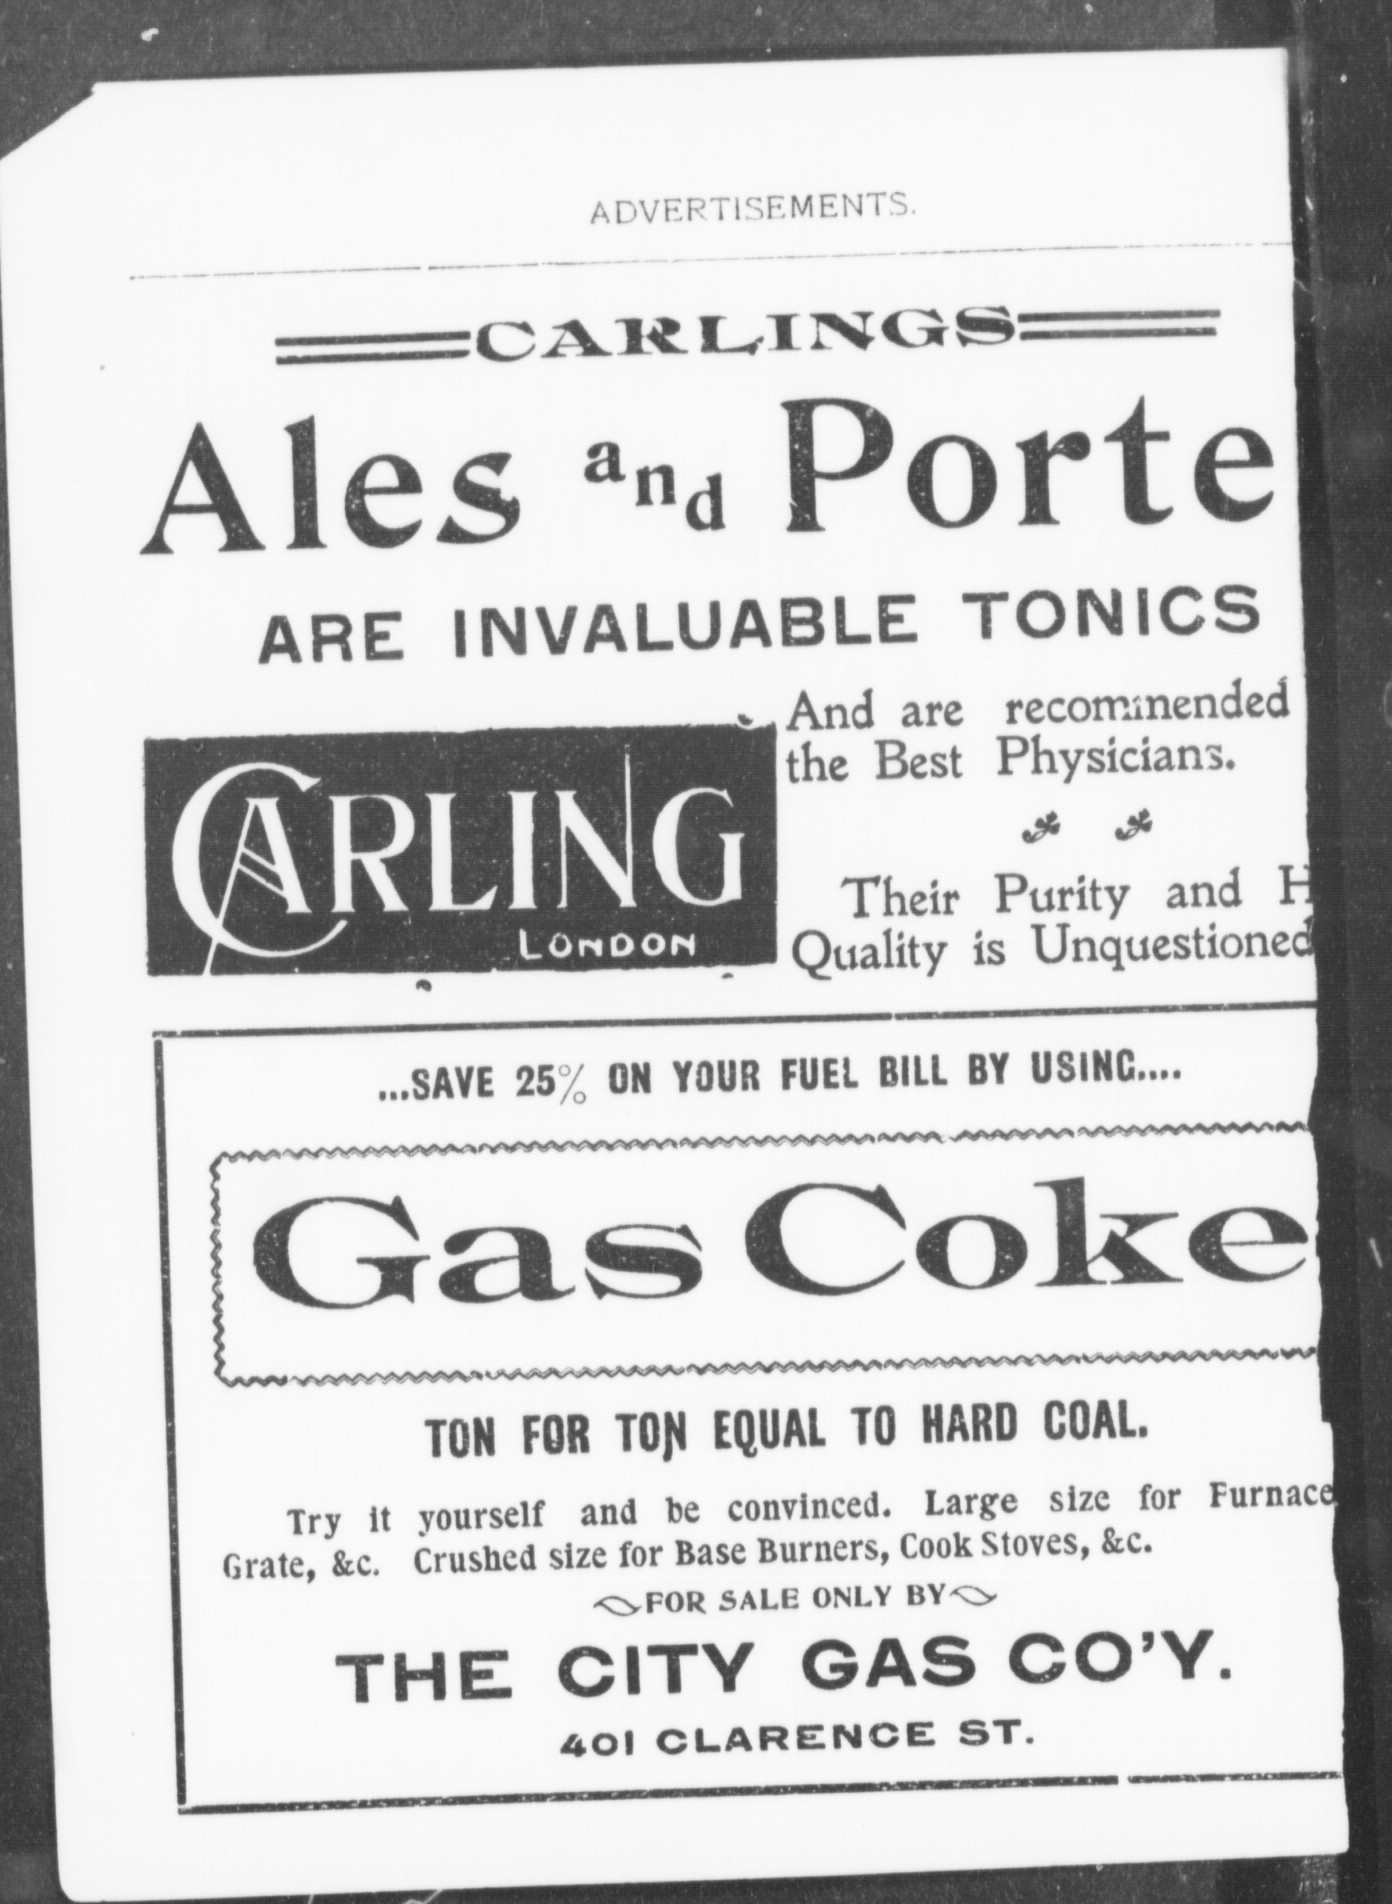 ADVERTISEMENTS.
CARLINGS
Ales and Porte
ARE INVALUABLE TONICS
And are recommended
the Best Physicians.
CARLING
LONDON
Their Purity and H
Quality is Unquestioned
...SAVE 25% ON YOUR FUEL BILL BY USING....
Gas Coke
TON FOR TON EQUAL TO HARD COAL.
Try it yourself and be convinced. Large size for Furnace
Grate, &c. Crushed size for Base Burners, Cook Stoves, &c.
FOR SALE ONLY BY
THE CITY GAS CO'Y.
401 CLARENCE ST.